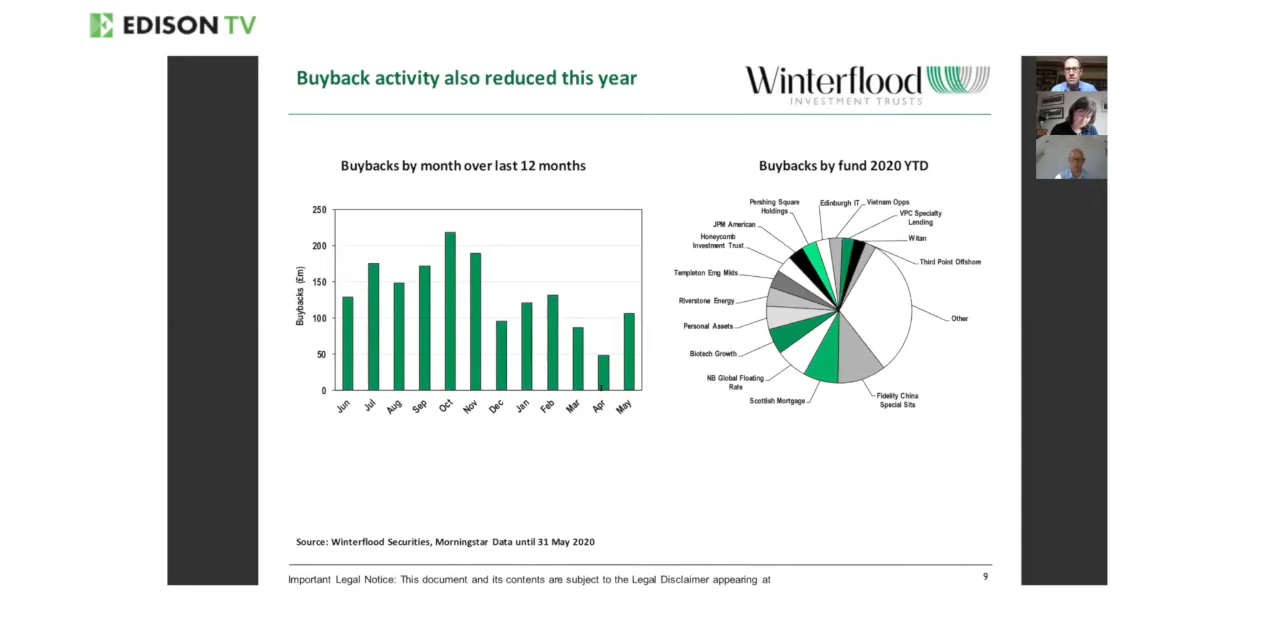 EDISON TV
Buyback activity also reduced this year
Winterflood
INVESTMENT TRUSTS
Buybacks by month over last 12 months
Buybacks (£m)
250
200
150
100
50
0
Jun
Jul
Aug
Sep
Oct
Nov
Dec
Jan
Feb
Mar
Apr
May
Buybacks by fund 2020 YTD
Pershing Square
Holdings
Edinburgh IT
Vietnam Opps
VPC Specialty
Lending
JPM American
Witan
Honeycomb
Investment Trust
Third Point Offshore
Templeton Emg Mkts
Riverstone Energy
Other
Personal Assets
Biotech Growth
NB Global Floating
Rate
Scottish Mortgage
Fidelity China
Special Sits
Source: Winterflood Securities, Morningstar Data until 31 May 2020
Important Legal Notice: This document and its contents are subject to the Legal Disclaimer appearing at
9